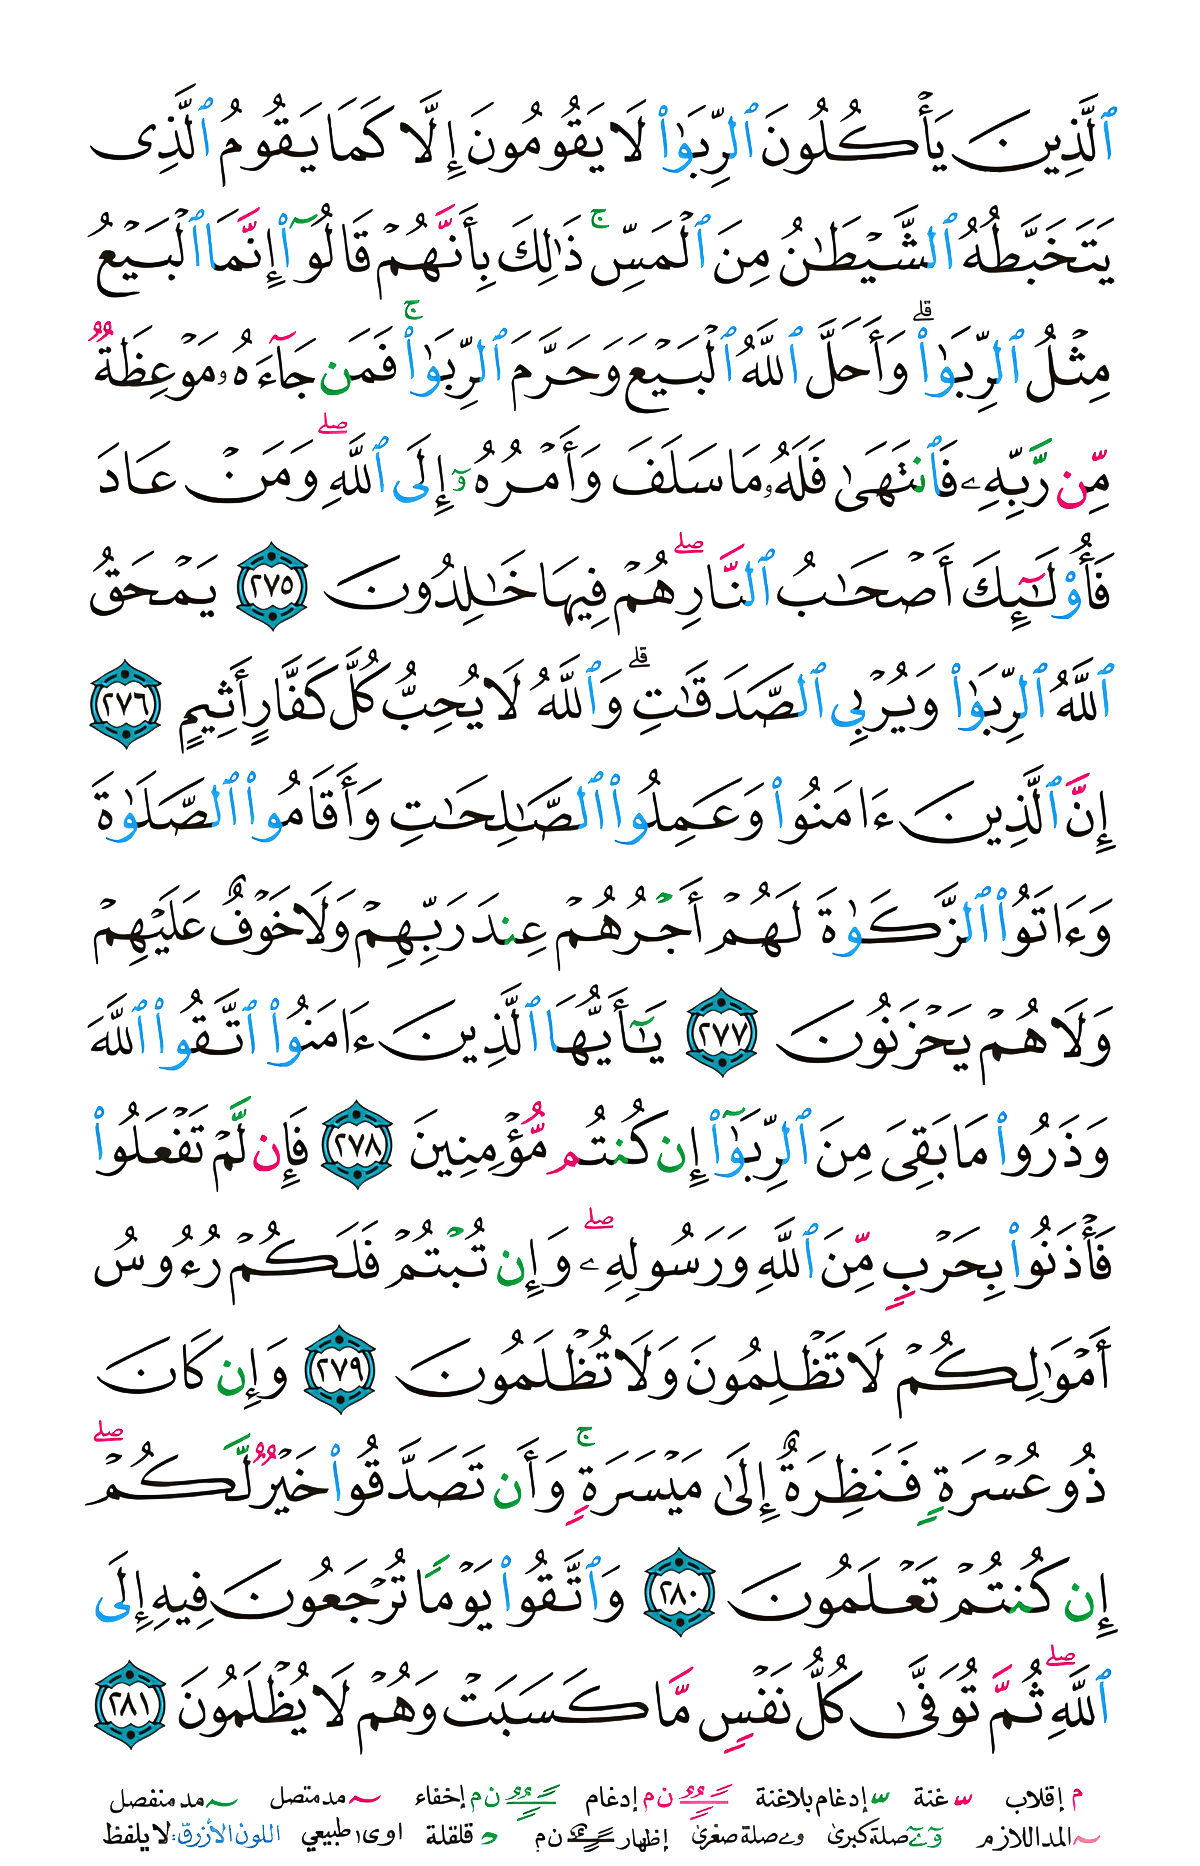 ٱلَّذِينَ يَأْكُلُونَ ٱلرِّبَوٰا۟ لَا يَقُومُونَ إِلَّا كَمَا يَقُومُ ٱلَّذِى
يَتَخَبَّطُهُ ٱلشَّيْطَـٰنُ مِنَ ٱلْمَسِّ ۚ ذَٰلِكَ بِأَنَّهُمْ قَالُوٓا۟ إِنَّمَا ٱلْبَيْعُ
مِثْلُ ٱلرِّبَوٰا۟ ۗ وَأَحَلَّ ٱللَّهُ ٱلْبَيْعَ وَحَرَّمَ ٱلرِّبَوٰا۟ ۚ فَمَن جَآءَهُۥ مَوْعِظَةٌ
مِّن رَّبِّهِۦ فَٱنتَهَىٰ فَلَهُۥ مَا سَلَفَ وَأَمْرُهُۥٓ إِلَى ٱللَّهِ ۖ وَمَنْ عَادَ
فَأُو۟لَـٰٓئِكَ أَصْحَـٰبُ ٱلنَّارِ ۖ هُمْ فِيهَا خَـٰلِدُونَ ٢٧٥ يَمْحَقُ
ٱللَّهُ ٱلرِّبَوٰا۟ وَيُرْبِى ٱلصَّدَقَـٰتِ ۗ وَٱللَّهُ لَا يُحِبُّ كُلَّ كَفَّارٍ أَثِيمٍ ٢٧٦
إِنَّ ٱلَّذِينَ ءَامَنُوا۟ وَعَمِلُوا۟ ٱلصَّـٰلِحَـٰتِ وَأَقَامُوا۟ ٱلصَّلَوٰةَ
وَءَاتَوُا۟ ٱلزَّكَوٰةَ لَهُمْ أَجْرُهُمْ عِندَ رَبِّهِمْ وَلَا خَوْفٌ عَلَيْهِمْ
وَلَا هُمْ يَحْزَنُونَ ٢٧٧ يَـٰٓأَيُّهَا ٱلَّذِينَ ءَامَنُوا۟ ٱتَّقُوا۟ ٱللَّهَ
وَذَرُوا۟ مَا بَقِىَ مِنَ ٱلرِّبَوٰٓا۟ إِن كُنتُم مُّؤْمِنِينَ ٢٧٨ فَإِن لَّمْ تَفْعَلُوا۟
فَأْذَنُوا۟ بِحَرْبٍ مِّنَ ٱللَّهِ وَرَسُولِهِۦ ۖ وَإِن تُبْتُمْ فَلَكُمْ رُءُوسُ
أَمْوَٰلِكُمْ لَا تَظْلِمُونَ وَلَا تُظْلَمُونَ ٢٧٩ وَإِن كَانَ
ذُو عُسْرَةٍ فَنَظِرَةٌ إِلَىٰ مَيْسَرَةٍ ۚ وَأَن تَصَدَّقُوا۟ خَيْرٌ لَّكُمْ ۖ
إِن كُنتُمْ تَعْلَمُونَ ٢٨٠ وَٱتَّقُوا۟ يَوْمًا تُرْجَعُونَ فِيهِ إِلَى
ٱللَّهِ ۖ ثُمَّ تُوَفَّىٰ كُلُّ نَفْسٍ مَّا كَسَبَتْ وَهُمْ لَا يُظْلَمُونَ ٢٨١
م إقلاب غنة إدغام بلاغنة ن م إدغام ن م إخفاء مد متصل مد منفصل
المد اللازم صلة كبرى و ے صلة صغرى إظهار ن م قلقلة ا و ى طبيعي اللون الأزرق: لا يلفظ